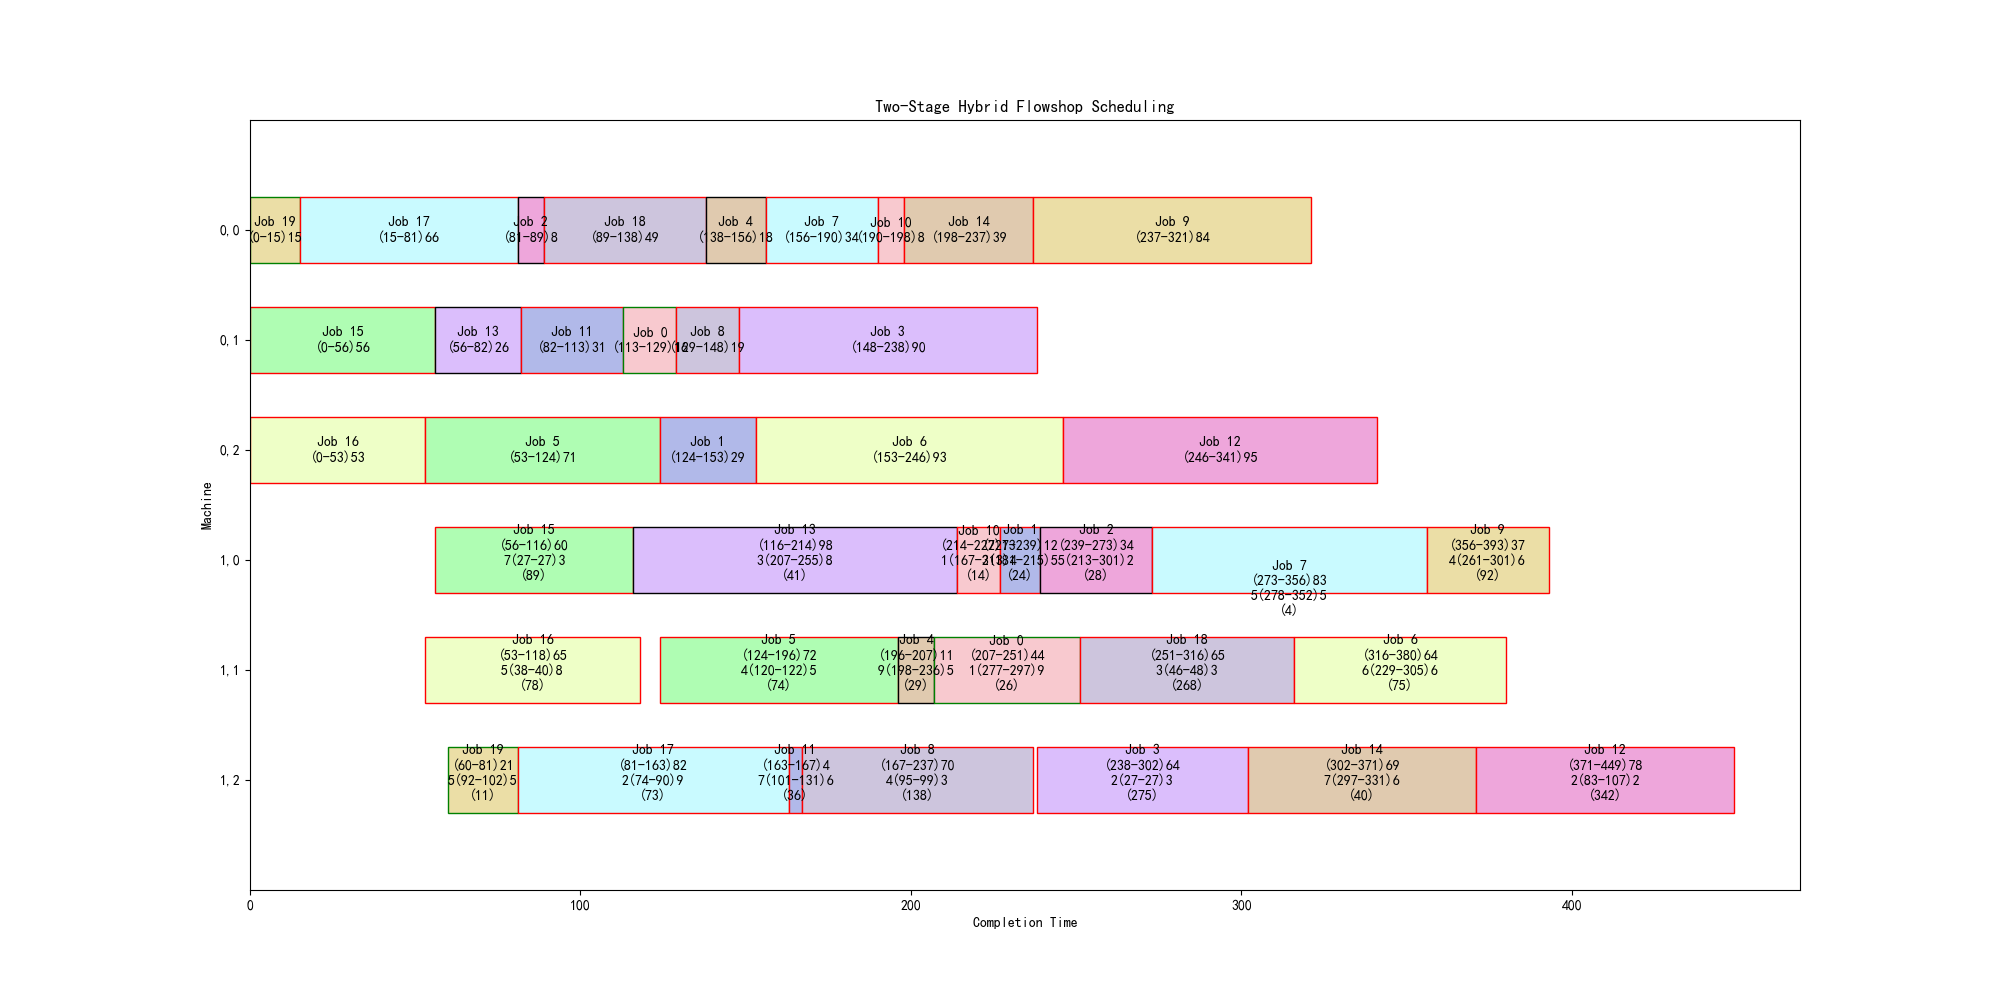 Two-Stage Hybrid Flowshop Scheduling
Machine
0,0
Job 19
(0-15)15
Job 17
(15-81)66
Job 2
(81-89)8
Job 18
(89-138)49
Job 4
(138-156)18
Job 7
(156-190)34
Job 10
(190-198)8
Job 14
(198-237)39
Job 9
(237-321)84
0,1
Job 15
(0-56)56
Job 13
(56-82)26
Job 11
(82-113)31
Job 0
(113-129)16
Job 8
(129-148)19
Job 3
(148-238)90
0,2
Job 16
(0-53)53
Job 5
(53-124)71
Job 1
(124-153)29
Job 6
(153-246)93
Job 12
(246-341)95
1,0
Job 15
(56-116)60
7(27-27)3
(89)
Job 13
(116-214)98
3(207-255)8
(41)
Job 10
(214-227)13
(14)
Job 1
(227-239)12
(24)
Job 2
(239-273)34
(213-301)2
(28)
Job 7
(273-356)83
5(278-352)5
(4)
Job 9
(356-393)37
4(261-301)6
(92)
1,1
Job 16
(53-118)65
5(38-40)8
(78)
Job 5
(124-196)72
4(120-122)5
(74)
Job 4
(196-207)11
9(198-236)5
(29)
Job 0
(207-251)44
1(277-297)9
(26)
Job 18
(251-316)65
3(46-48)3
(268)
Job 6
(316-380)64
6(229-305)6
(75)
1,2
Job 19
(60-81)21
5(92-102)5
(11)
Job 17
(81-163)82
2(74-90)9
(73)
Job 11
(163-167)4
7(101-131)6
(36)
Job 8
(167-237)70
4(95-99)3
(138)
Job 3
(238-302)64
2(27-27)3
(275)
Job 14
(302-371)69
7(297-331)6
(40)
Job 12
(371-449)78
2(83-107)2
(342)
0
100
200
300
400
Completion Time